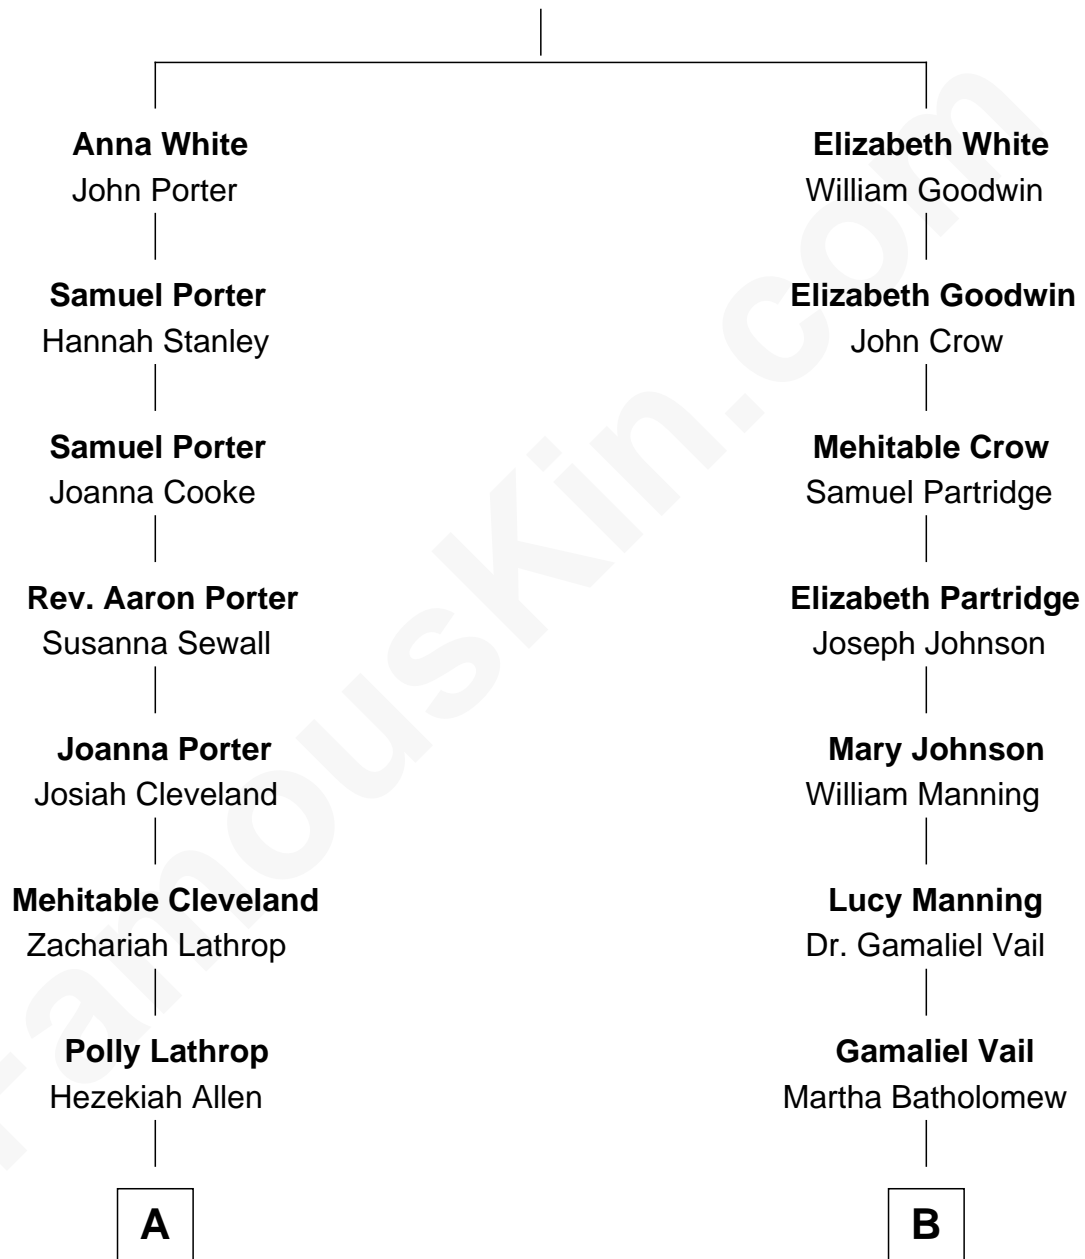 Anna White
John Porter
Elizabeth White
William Goodwin
Samuel Porter
Hannah Stanley
Elizabeth Goodwin
John Crow
Samuel Porter
Joanna Cooke
Mehitable Crow
Samuel Partridge
Rev. Aaron Porter
Susanna Sewall
Elizabeth Partridge
Joseph Johnson
Joanna Porter
Josiah Cleveland
Mary Johnson
William Manning
Mehitable Cleveland
Zachariah Lathrop
Lucy Manning
Dr. Gamaliel Vail
Polly Lathrop
Hezekiah Allen
Gamaliel Vail
Martha Batholomew
A
B
FamousKin.com